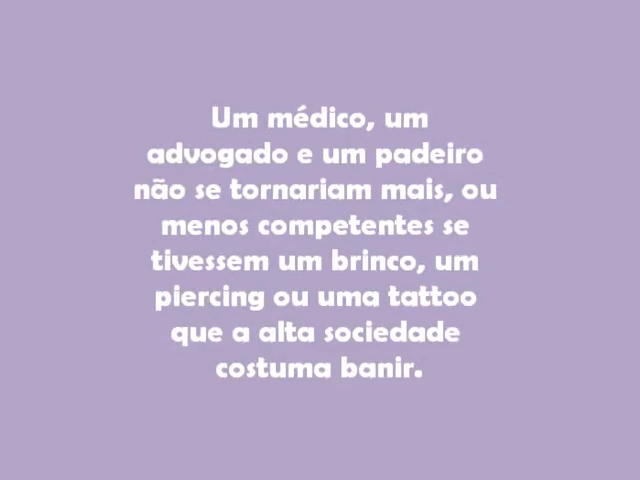 Um médico, um
advogado e um padeiro
não se tornariam mais, ou
menos competentes se
tivessem um brinco, um
piercing ou uma tattoo
que a alta sociedade
costuma banir.